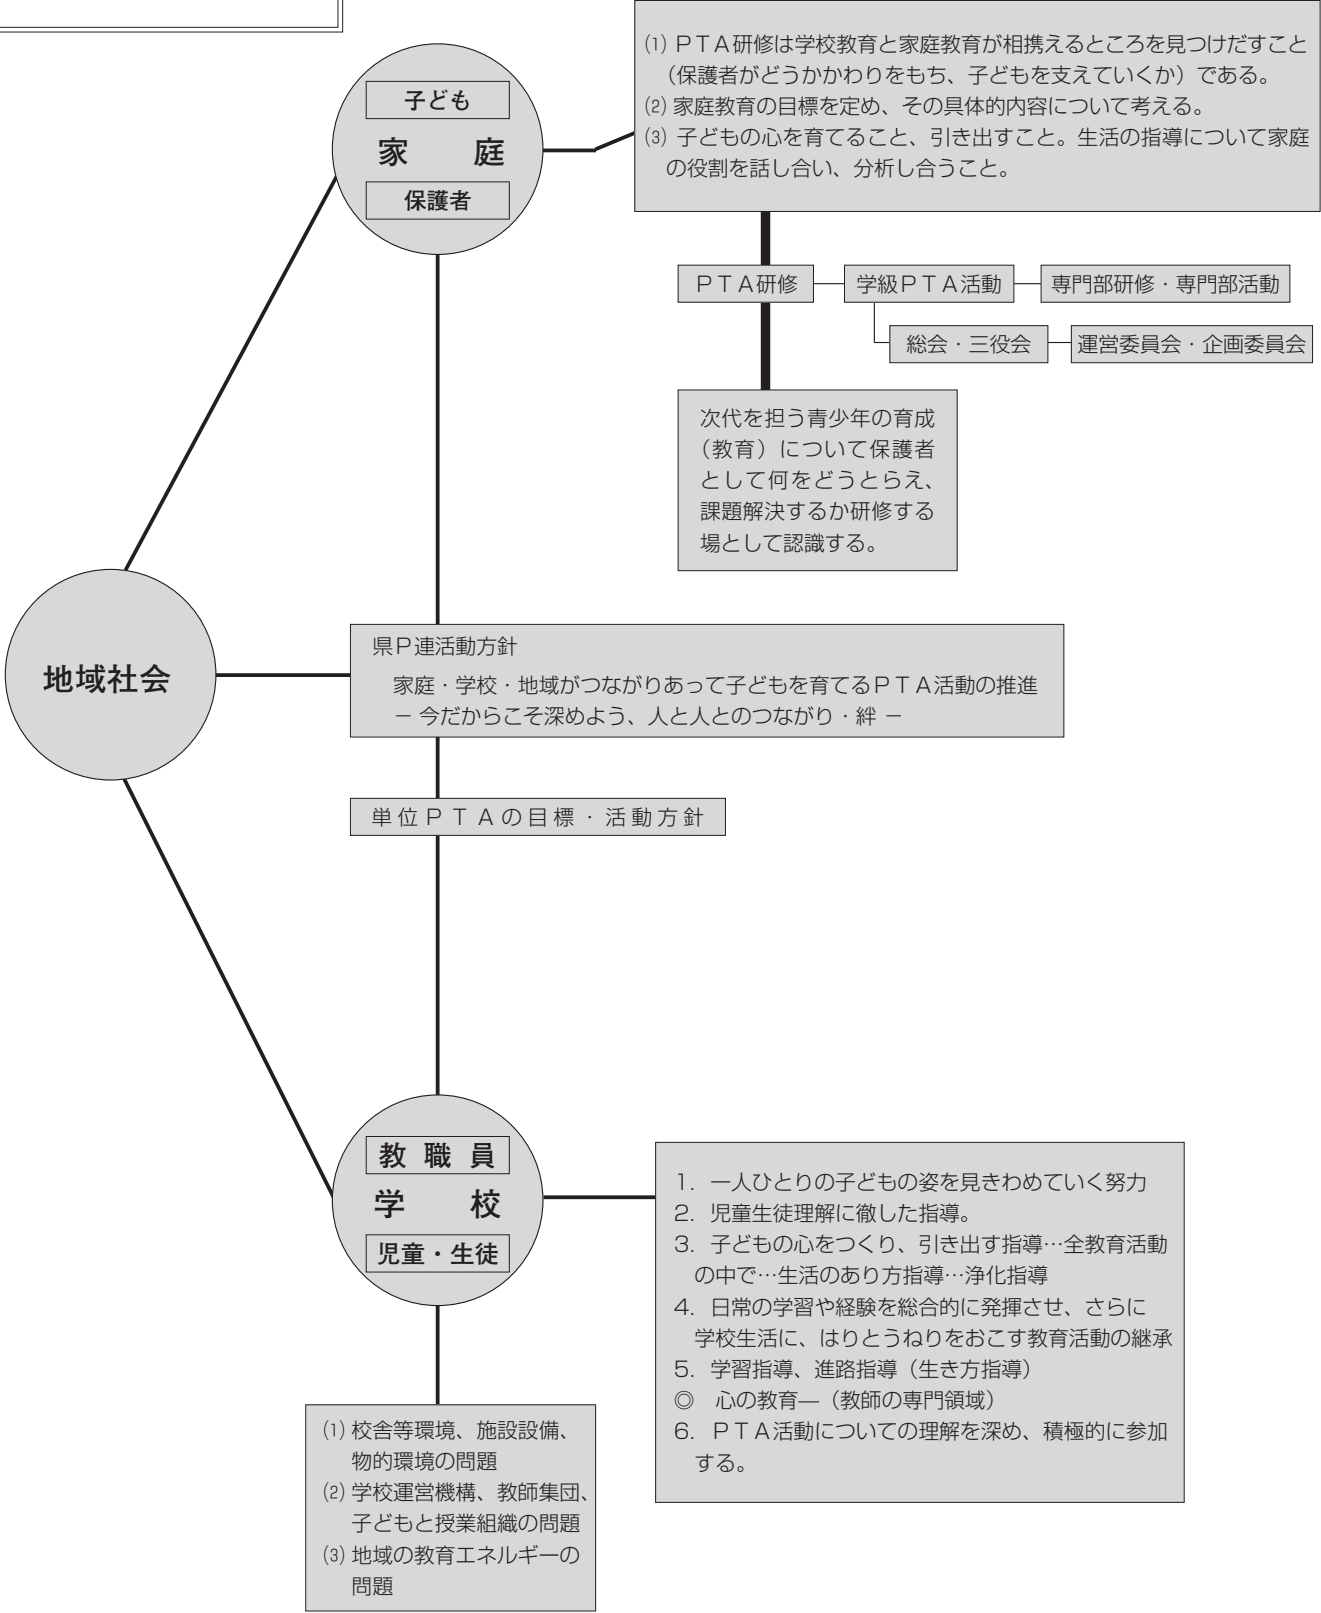 子ども
家　庭
保護者
⑴ ＰＴＡ研修は学校教育と家庭教育が相携えるところを見つけだすこと
（保護者がどうかかわりをもち、子どもを支えていくか）である。
⑵ 家庭教育の目標を定め、その具体的内容について考える。
⑶ 子どもの心を育てること、引き出すこと。生活の指導について家庭
の役割を話し合い、分析し合うこと。
ＰＴＡ研修
学級ＰＴＡ活動
専門部研修・専門部活動
総会・三役会
運営委員会・企画委員会
次代を担う青少年の育成
（教育）について保護者
として何をどうとらえ、
課題解決するか研修する
場として認識する。
地域社会
県Ｐ連活動方針
家庭・学校・地域がつながりあって子どもを育てるＰＴＡ活動の推進
－ 今だからこそ深めよう、人と人とのつながり・絆 －
単位ＰＴＡの目標・活動方針
教職員
学　校
児童・生徒
1．一人ひとりの子どもの姿を見きわめていく努力
2．児童生徒理解に徹した指導。
3．子どもの心をつくり、引き出す指導…全教育活動
の中で…生活のあり方指導…浄化指導
4．日常の学習や経験を総合的に発揮させ、さらに
学校生活に、はりとうねりをおこす教育活動の継承
5．学習指導、進路指導（生き方指導）
◎　心の教育―（教師の専門領域）
6．ＰＴＡ活動についての理解を深め、積極的に参加
する。
⑴ 校舎等環境、施設設備、
物的環境の問題
⑵ 学校運営機構、教師集団、
子どもと授業組織の問題
⑶ 地域の教育エネルギーの
問題